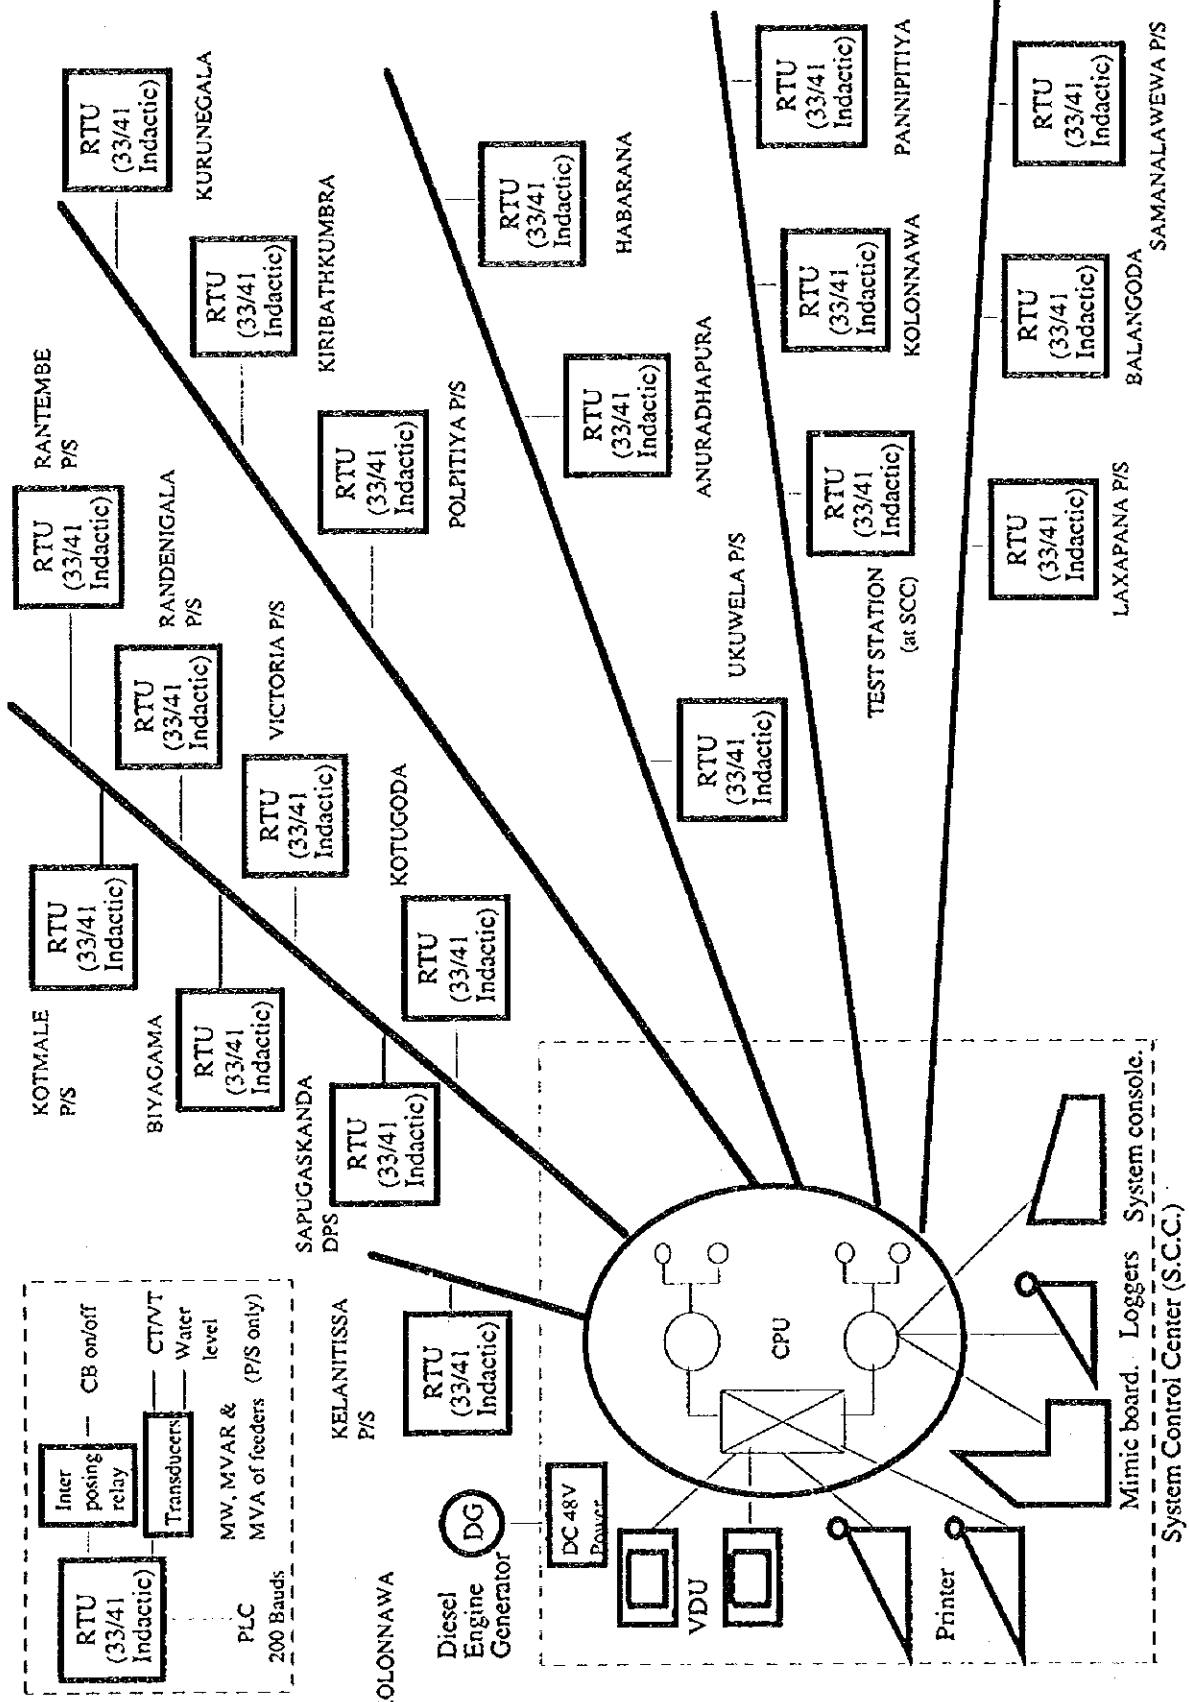 RTU
(33/41
Indactic)
Inter
posing
relay
CB on/off
Transducers
CT/VT
Water
level
(P/S only)
MW, MVAR &
MVA of feeders
PLC
200 Bauds
OLONNAWA
Diesel
Engine
Generator
DG
DC 48V
Power
KELANITISSA
P/S
RTU
(33/41
Indactic)
SAPUGASKANDA
DPS
RTU
(33/41
Indactic)
KOTUGODA
RTU
(33/41
Indactic)
BIYAGAMA
RTU
(33/41
Indactic)
VICTORIA P/S
RTU
(33/41
Indactic)
KOTMALE
P/S
RTU
(33/41
Indactic)
RANDENIGALA
P/S
RTU
(33/41
Indactic)
RANTEMBE
P/S
RTU
(33/41
Indactic)
POLPITIYA P/S
RTU
(33/41
Indactic)
KIRIBATHKUMBRA
RTU
(33/41
Indactic)
KURUNEGALA
RTU
(33/41
Indactic)
UKUWELA P/S
RTU
(33/41
Indactic)
ANURADHAPURA
RTU
(33/41
Indactic)
HABARANA
RTU
(33/41
Indactic)
TEST STATION
(at SCC)
RTU
(33/41
Indactic)
KOLONNAWA
RTU
(33/41
Indactic)
PANNIPITIYA
RTU
(33/41
Indactic)
LAXAPANA P/S
RTU
(33/41
Indactic)
BALANGODA
RTU
(33/41
Indactic)
SAMANALAWEWA P/S
RTU
(33/41
Indactic)
CPU
VDU
Printer
Mimic board. Loggers System console.
System Control Center (S.C.C.)